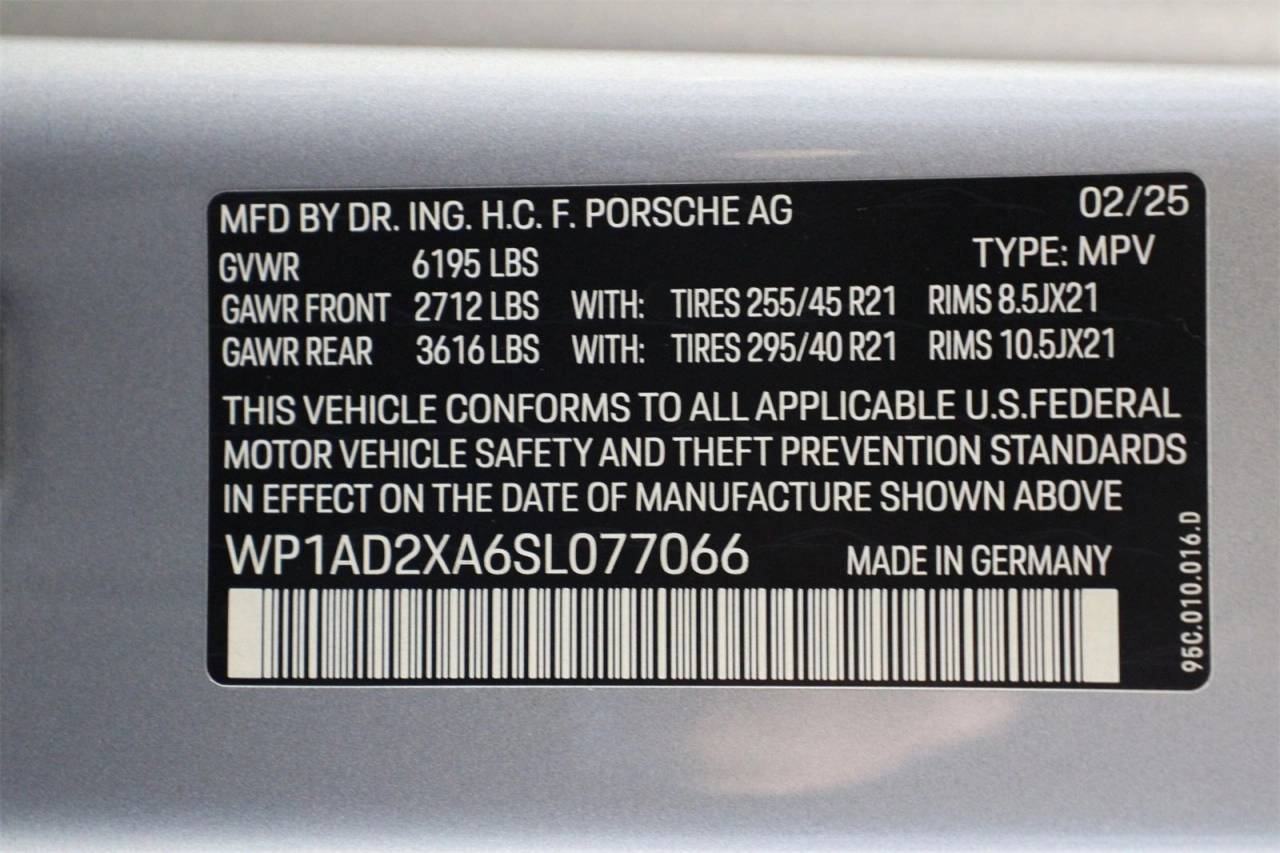 MFD BY DR. ING. H.C. F. PORSCHE AG 02/25
GVWR 6195 LBS TYPE: MPV
GAWR FRONT 2712 LBS WITH: TIRES 255/45 R21 RIMS 8.5JX21
GAWR REAR 3616 LBS WITH: TIRES 295/40 R21 RIMS 10.5JX21
THIS VEHICLE CONFORMS TO ALL APPLICABLE U.S.FEDERAL
MOTOR VEHICLE SAFETY AND THEFT PREVENTION STANDARDS
IN EFFECT ON THE DATE OF MANUFACTURE SHOWN ABOVE
WP1AD2XA6SL077066 MADE IN GERMANY
95C.010.016.D